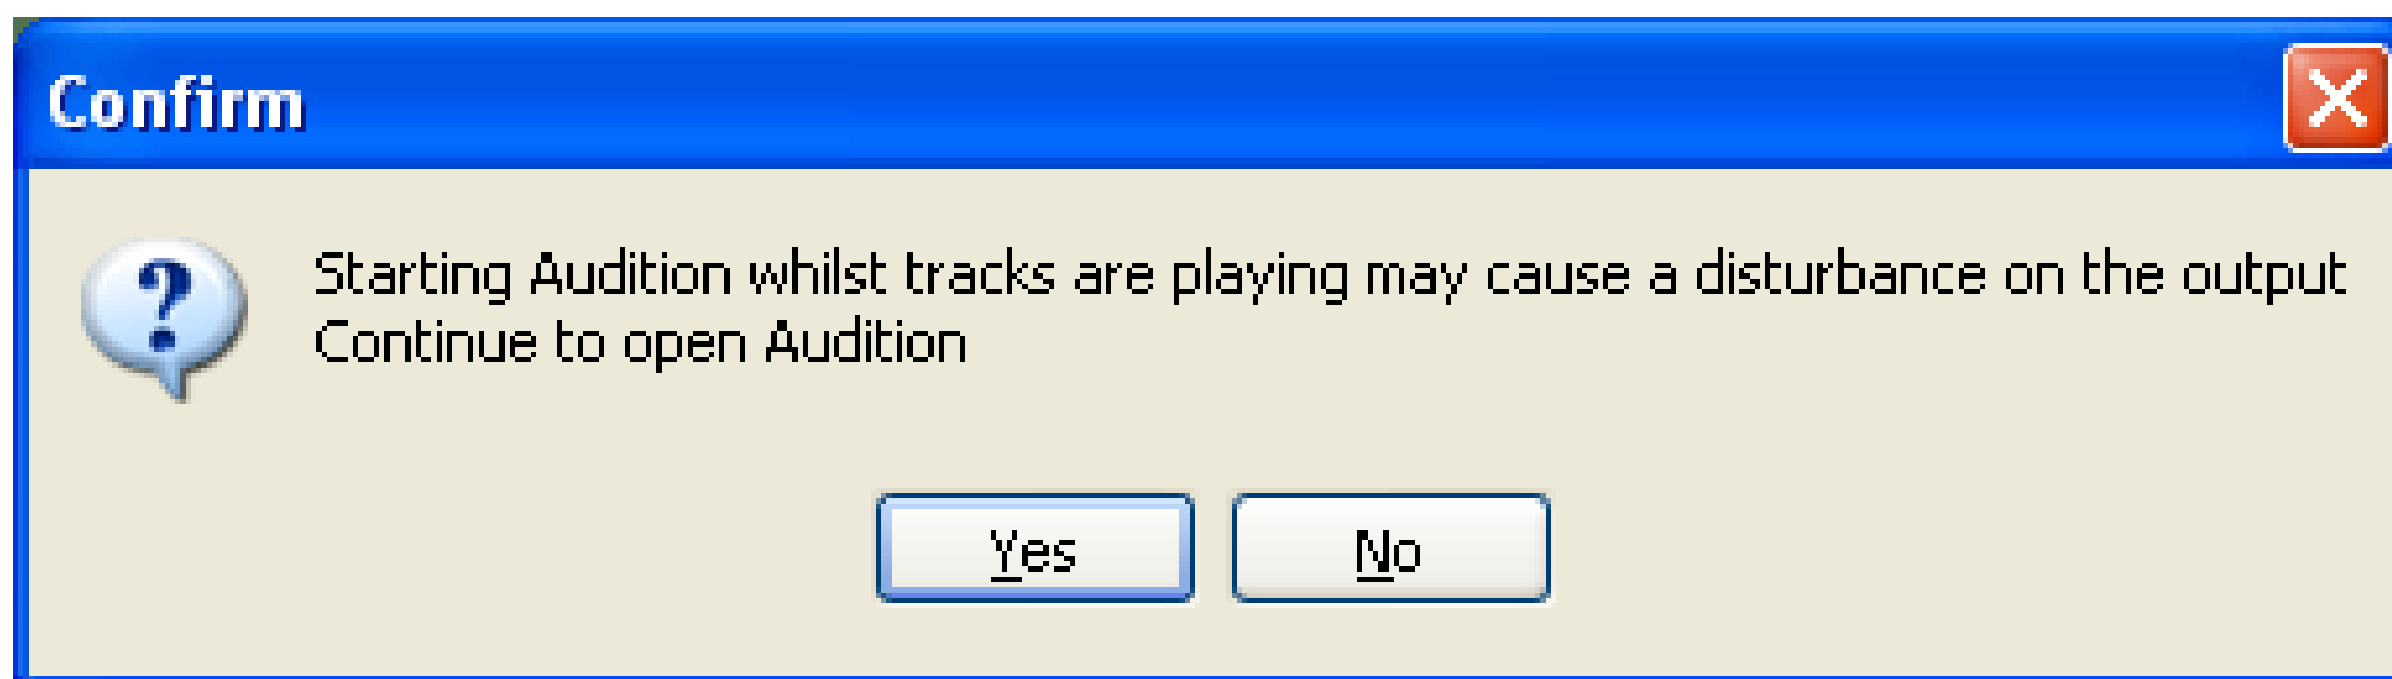 Confirm
Starting Audition whilst tracks are playing may cause a disturbance on the output
Continue to open Audition
Yes
No